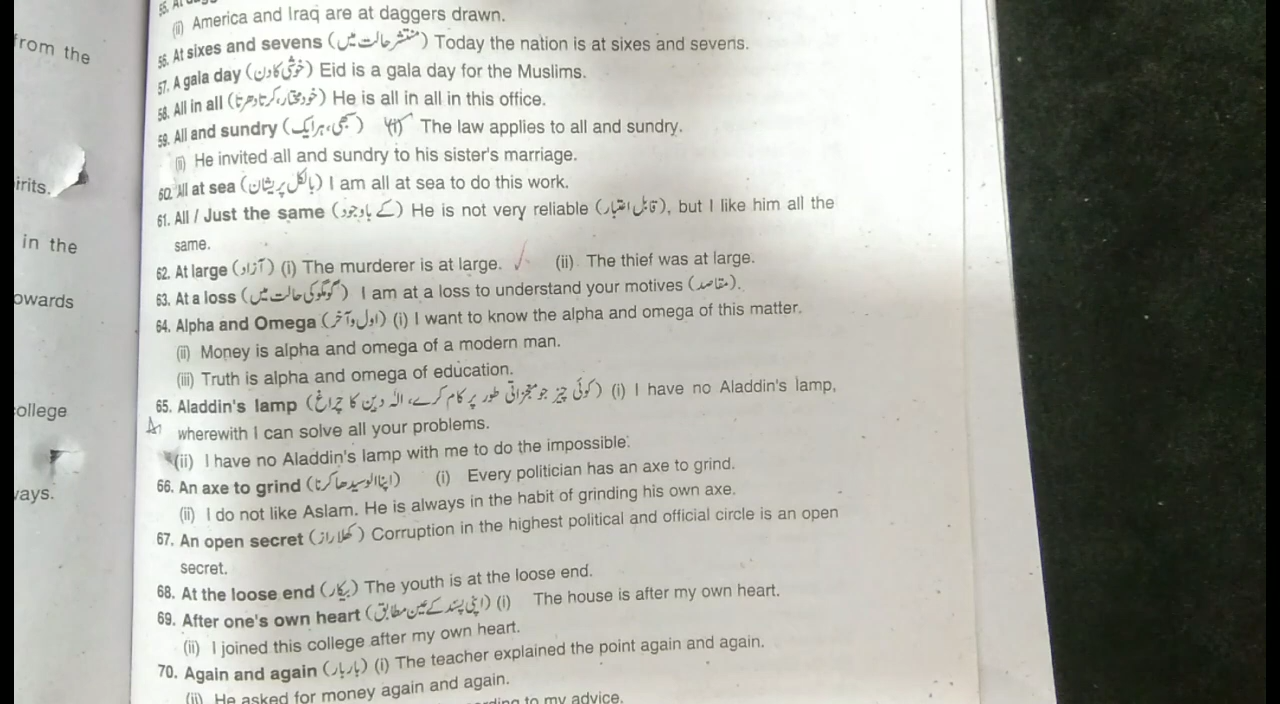 from the
irits.
in the
owards
college
ways.
55. At
(ii) America and Iraq are at daggers drawn.
56. At sixes and sevens (منتشر حالت میں) Today the nation is at sixes and sevens.
57. A gala day (خوشی کا دن) Eid is a gala day for the Muslims.
58. All in all (خود مختار، کرتا دھرتا) He is all in all in this office.
59. All and sundry (سبھی، ہر ایک) (i) The law applies to all and sundry.
(ii) He invited all and sundry to his sister's marriage.
60. All at sea (بالکل پریشان) I am all at sea to do this work.
61. All / Just the same (کے باوجود) He is not very reliable (قابل اعتبار), but I like him all the
same.
62. At large (آزاد) (i) The murderer is at large. (ii) The thief was at large.
63. At a loss (گومگو کی حالت میں) I am at a loss to understand your motives (مقاصد).
64. Alpha and Omega (اول و آخر) (i) I want to know the alpha and omega of this matter.
(ii) Money is alpha and omega of a modern man.
(iii) Truth is alpha and omega of education.
65. Aladdin's lamp (کوئی چیز جو معجزاتی طور پر کام کرے، الہ دین کا چراغ) (i) I have no Aladdin's lamp,
wherewith I can solve all your problems.
(ii) I have no Aladdin's lamp with me to do the impossible.
66. An axe to grind (اپنا الو سیدھا کرنا) (i) Every politician has an axe to grind.
(ii) I do not like Aslam. He is always in the habit of grinding his own axe.
67. An open secret (کھلا راز) Corruption in the highest political and official circle is an open
secret.
68. At the loose end (بیکار) The youth is at the loose end.
69. After one's own heart (اپنی پسند کے عین مطابق) (i) The house is after my own heart.
(ii) I joined this college after my own heart.
70. Again and again (بار بار) (i) The teacher explained the point again and again.
(ii) He asked for money again and again.
to my advice.